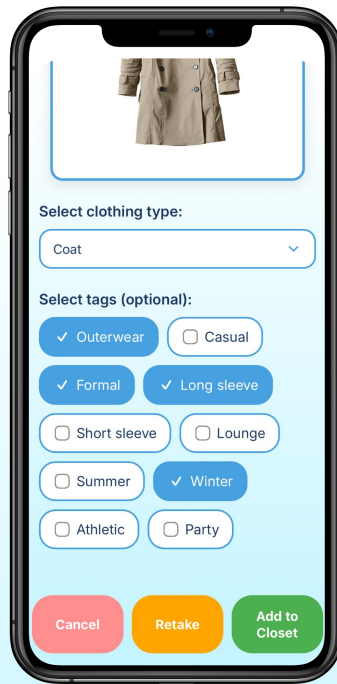 Select clothing type:
Coat
Select tags (optional):
Outerwear
Casual
Formal
Long sleeve
Short sleeve
Lounge
Summer
Winter
Athletic
Party
Cancel
Retake
Add to
Closet